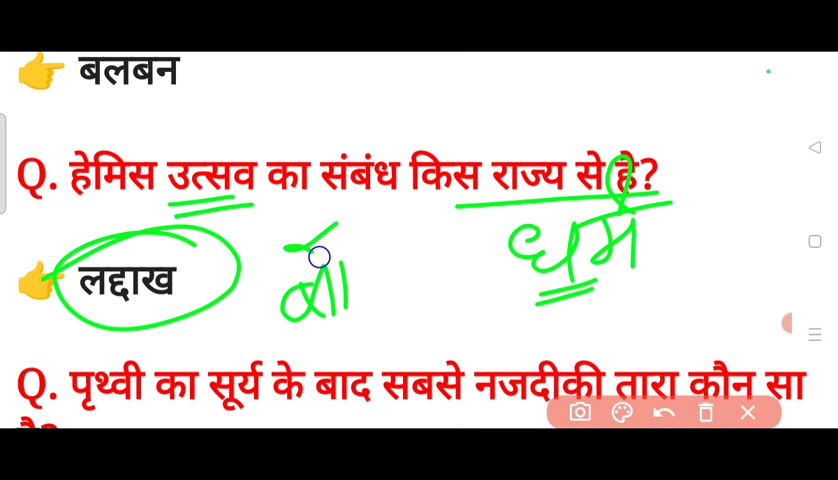 👉 बलबन
Q. हेमिस उत्सव का संबंध किस राज्य से है?
धर्म
👉 लद्दाख
Q. पृथ्वी का सूर्य के बाद सबसे नजदीकी तारा कौन सा